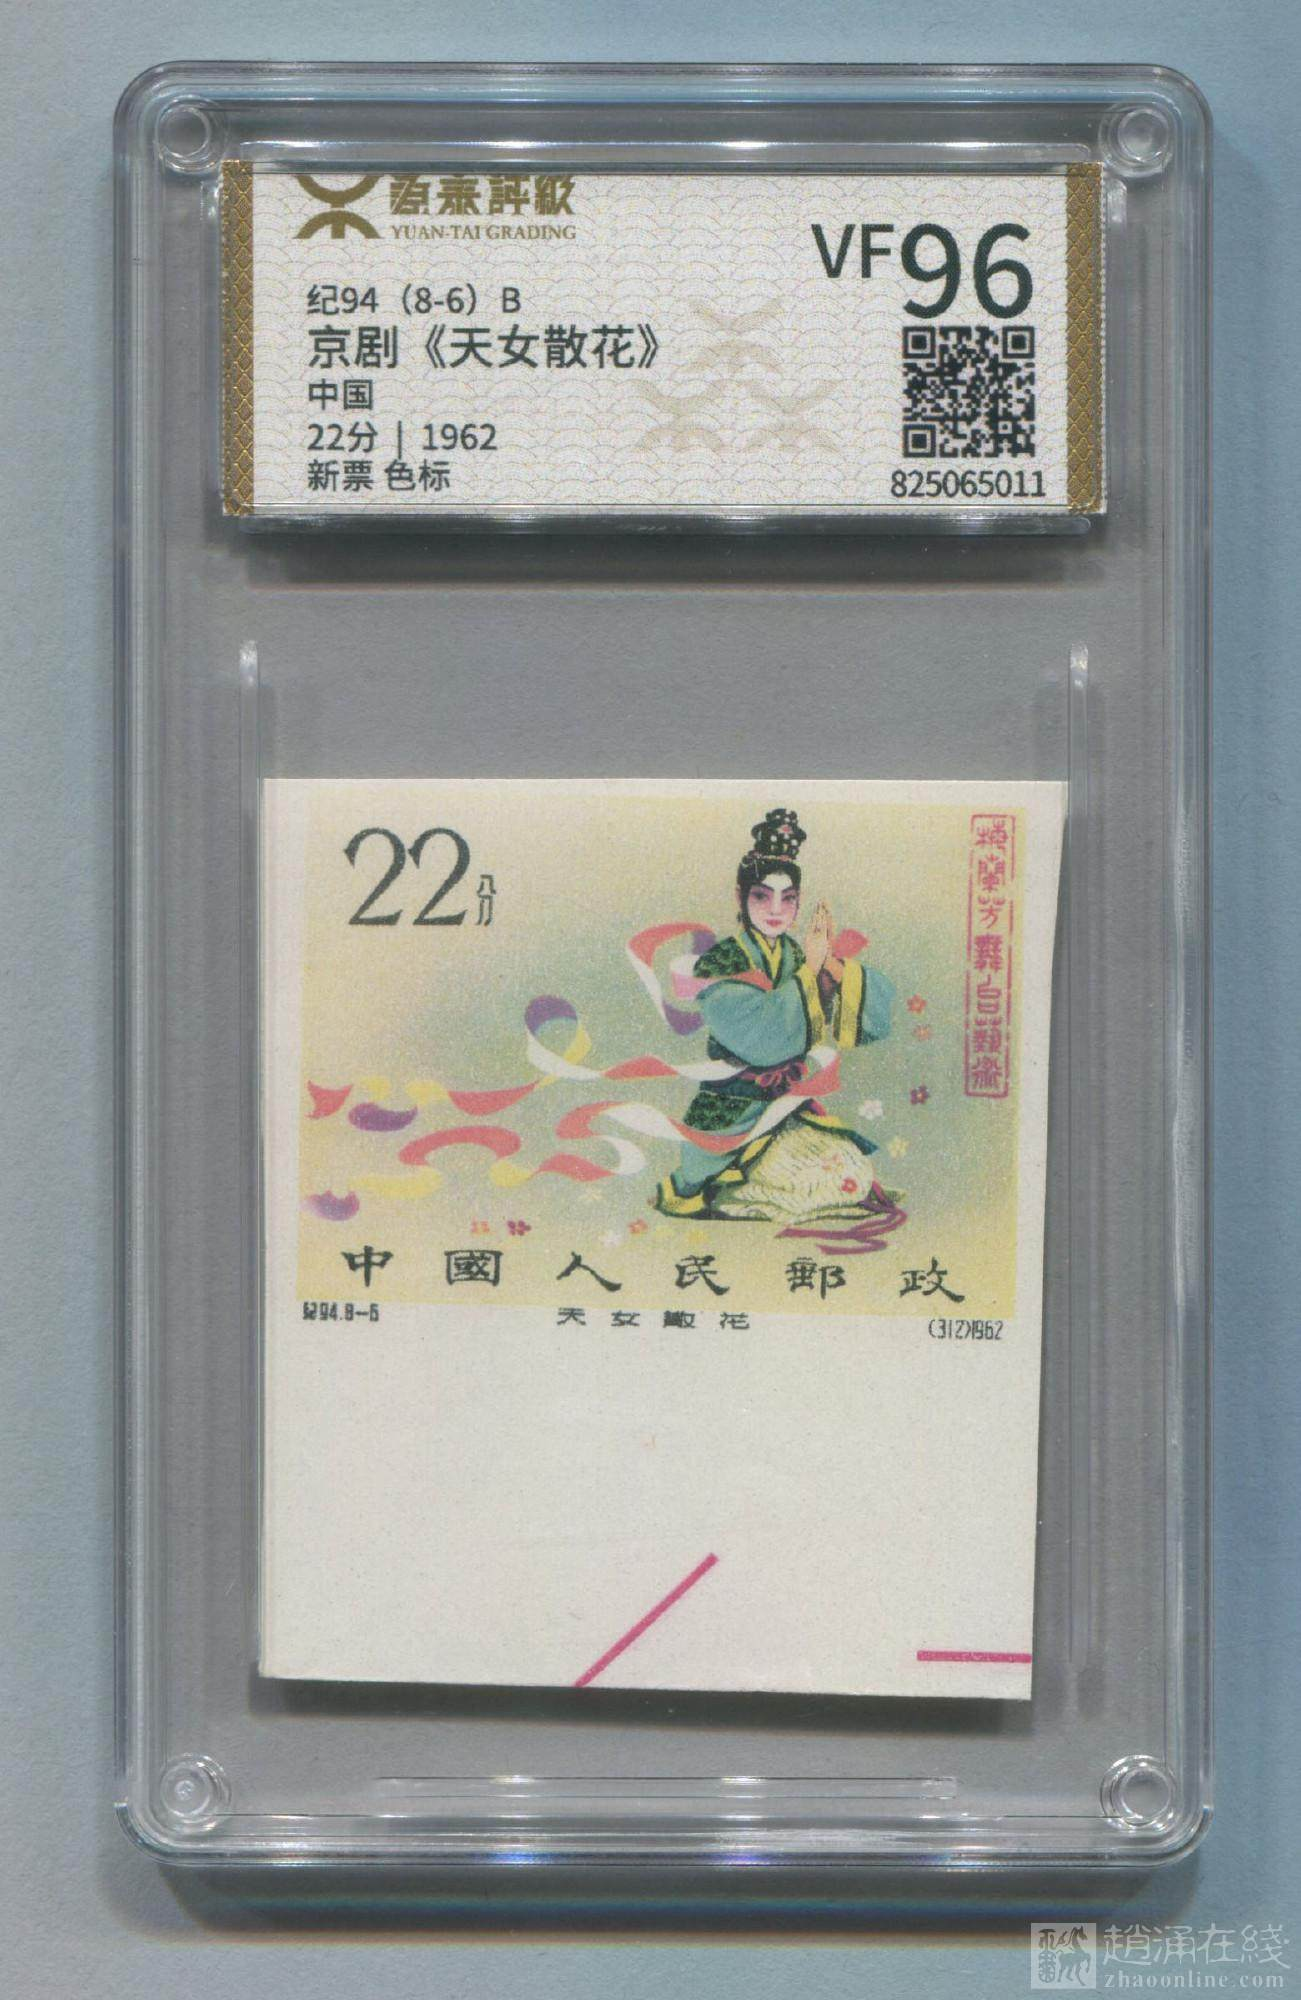 源泰評級
YUAN-TAI GRADING
VF96
纪94（8-6）B
京剧《天女散花》
中国
22分 | 1962
新票 色标
825065011
22分
梅蘭芳舞台藝術
中國人民郵政
紀94.8-6
天女散花
(312)1962
趙涌在綫
zhaoonline.com